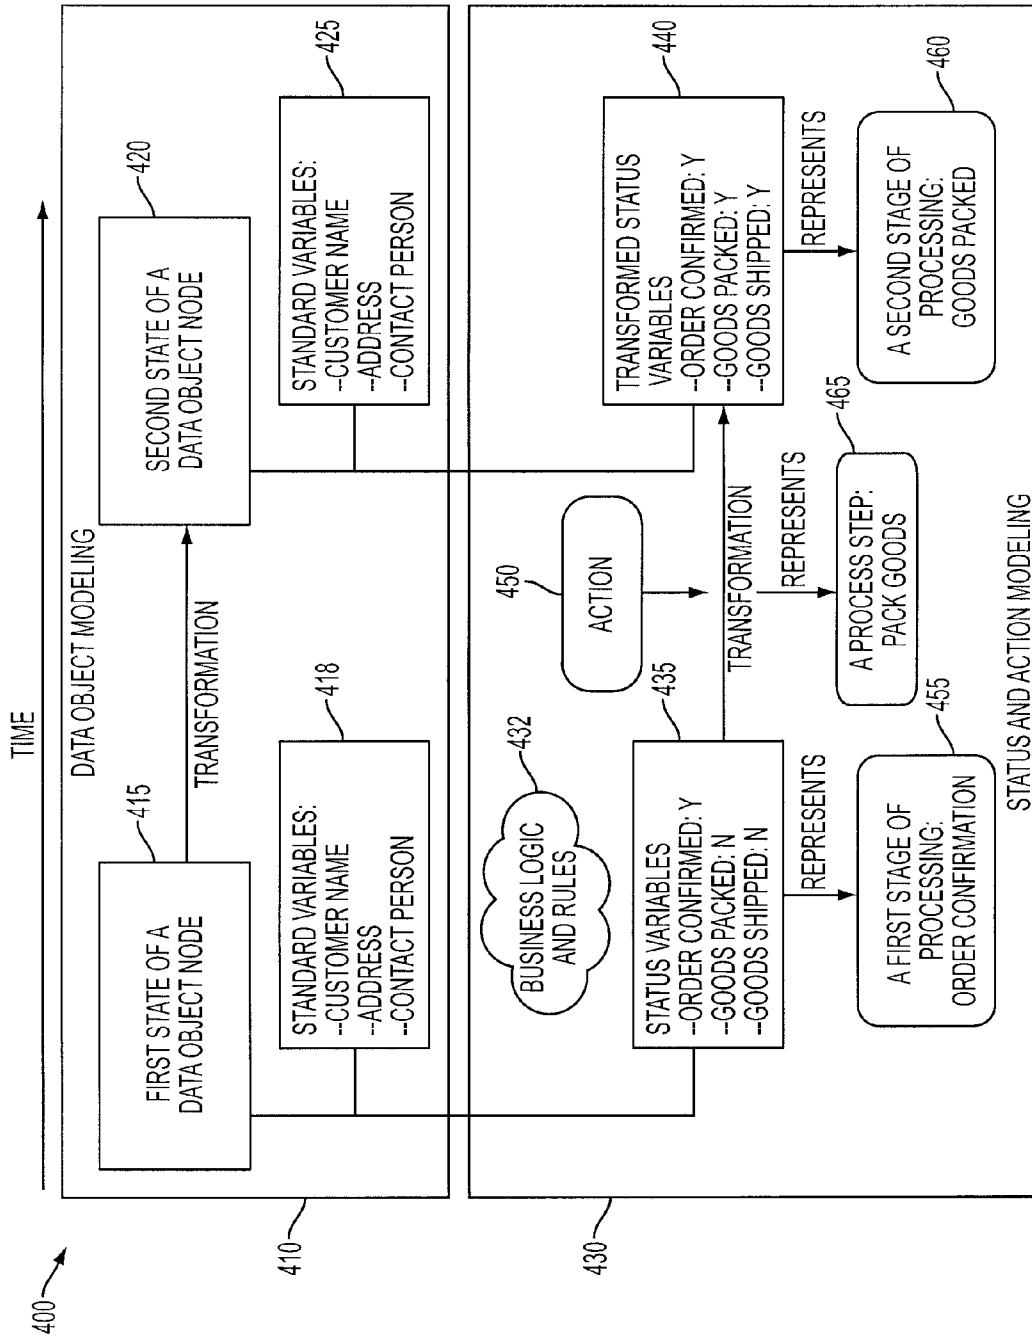 400
TIME
410
DATA OBJECT MODELING
415
FIRST STATE OF A
DATA OBJECT NODE
TRANSFORMATION
420
SECOND STATE OF A
DATA OBJECT NODE
418
STANDARD VARIABLES:
--CUSTOMER NAME
--ADDRESS
--CONTACT PERSON
425
STANDARD VARIABLES:
--CUSTOMER NAME
--ADDRESS
--CONTACT PERSON
430
432
BUSINESS LOGIC
AND RULES
450
ACTION
435
STATUS VARIABLES
--ORDER CONFIRMED: Y
--GOODS PACKED: N
--GOODS SHIPPED: N
TRANSFORMATION
440
TRANSFORMED STATUS
VARIABLES
--ORDER CONFIRMED: Y
--GOODS PACKED: Y
--GOODS SHIPPED: Y
REPRESENTS
REPRESENTS
REPRESENTS
455
A FIRST STAGE OF
PROCESSING:
ORDER CONFIRMATION
465
A PROCESS STEP:
PACK GOODS
460
A SECOND STAGE OF
PROCESSING:
GOODS PACKED
STATUS AND ACTION MODELING